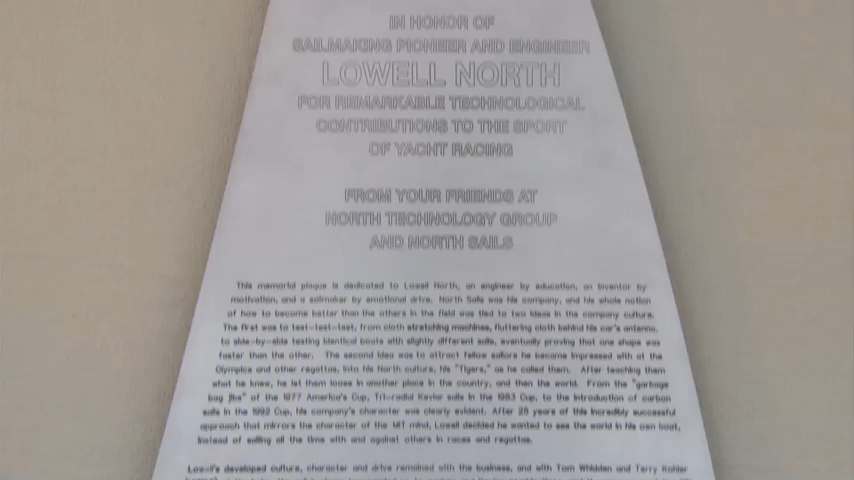 IN HONOR OF
SAILMAKING PIONEER AND ENGINEER
LOWELL NORTH
FOR REMARKABLE TECHNOLOGICAL
CONTRIBUTIONS TO THE SPORT
OF YACHT RACING
FROM YOUR FRIENDS AT
NORTH TECHNOLOGY GROUP
AND NORTH SAILS
This memorial plaque is dedicated to Lowell North, an engineer by education, an inventor by
motivation, and a sailmaker by emotional drive. North Sails was his company, and his whole notion
of how to become better than the others in the field was tied to two ideas in the company culture.
The first was to test-test-test, from cloth stretching machines, fluttering cloth behind his car's antenna,
to side-by-side testing identical boats with slightly different sails, eventually proving that one shape was
faster than the other. The second idea was to attract fellow sailors he became impressed with at the
Olympics and other regattas, into his North culture, his "Tigers," as he called them. After teaching them
what he knew, he let them loose in another place in the country, and then the world. From the "garbage
bag jibs" of the 1977 America's Cup, Tri-radial Kevlar sails in the 1983 Cup, to the introduction of carbon
sails in the 1992 Cup, his company's character was clearly evident. After 25 years of this incredibly successful
approach that mirrors the character of the MIT mind, Lowell decided he wanted to see the world in his own boat,
instead of sailing all the time with and against others in races and regattas.
Lowell's developed culture, character and drive remained with the business, and with Tom Whidden and Terry Kohler